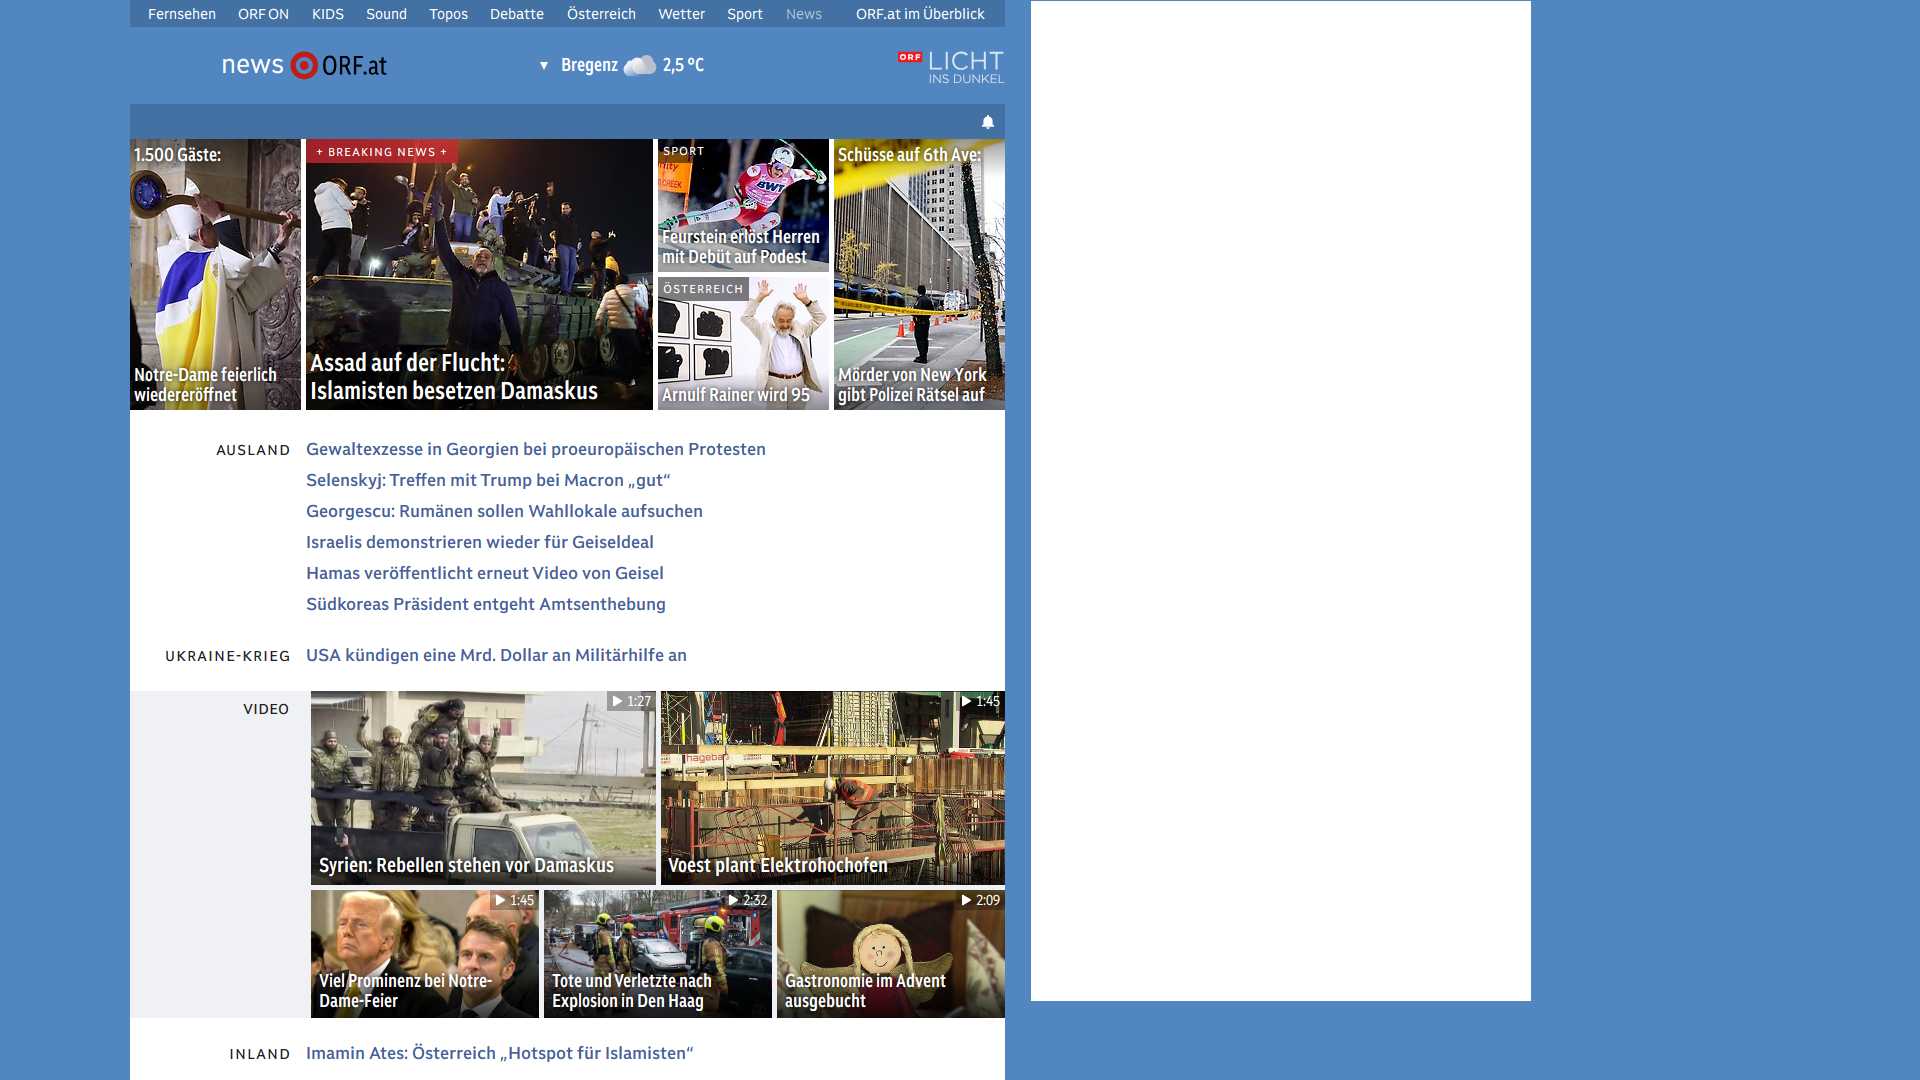 Fernsehen ORF ON KIDS Sound Topos Debatte Österreich Wetter Sport News ORF.at im Überblick
news ORF.at
Bregenz 2,5 °C
ORF LICHT
INS DUNKEL
1.500 Gäste:
Notre-Dame feierlich
wiedereröffnet
+ BREAKING NEWS +
Assad auf der Flucht:
Islamisten besetzen Damaskus
SPORT
BWT
Feurstein erlöst Herren
mit Debüt auf Podest
ÖSTERREICH
Arnulf Rainer wird 95
Schüsse auf 6th Ave:
Mörder von New York
gibt Polizei Rätsel auf
AUSLAND
Gewaltexzesse in Georgien bei proeuropäischen Protesten
Selenskyj: Treffen mit Trump bei Macron „gut“
Georgescu: Rumänen sollen Wahllokale aufsuchen
Israelis demonstrieren wieder für Geiseldeal
Hamas veröffentlicht erneut Video von Geisel
Südkoreas Präsident entgeht Amtsenthebung
UKRAINE-KRIEG
USA kündigen eine Mrd. Dollar an Militärhilfe an
VIDEO
1:27
Syrien: Rebellen stehen vor Damaskus
1:45
hagebau
Voest plant Elektrohochofen
1:45
Viel Prominenz bei Notre-
Dame-Feier
2:32
Tote und Verletzte nach
Explosion in Den Haag
2:09
Gastronomie im Advent
ausgebucht
INLAND
Imamin Ates: Österreich „Hotspot für Islamisten“